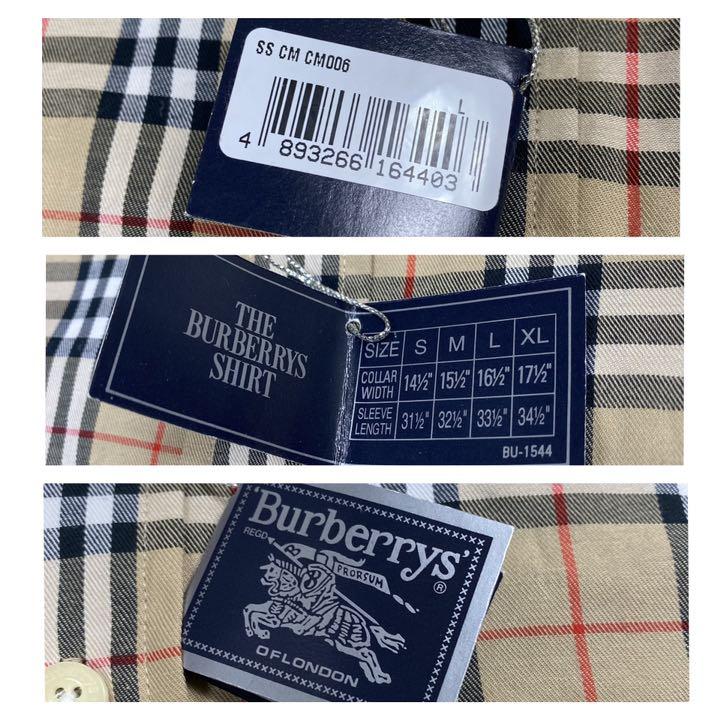 SS CM CM006
L
4 893266 164403
THE
BURBERRYS
SHIRT
SIZE S M L XL
COLLAR WIDTH 14½" 15½" 16½" 17½"
SLEEVE LENGTH 31½" 32½" 33½" 34½"
BU-1544
'Burberrys'
REGD
PRORSUM
®
OF LONDON